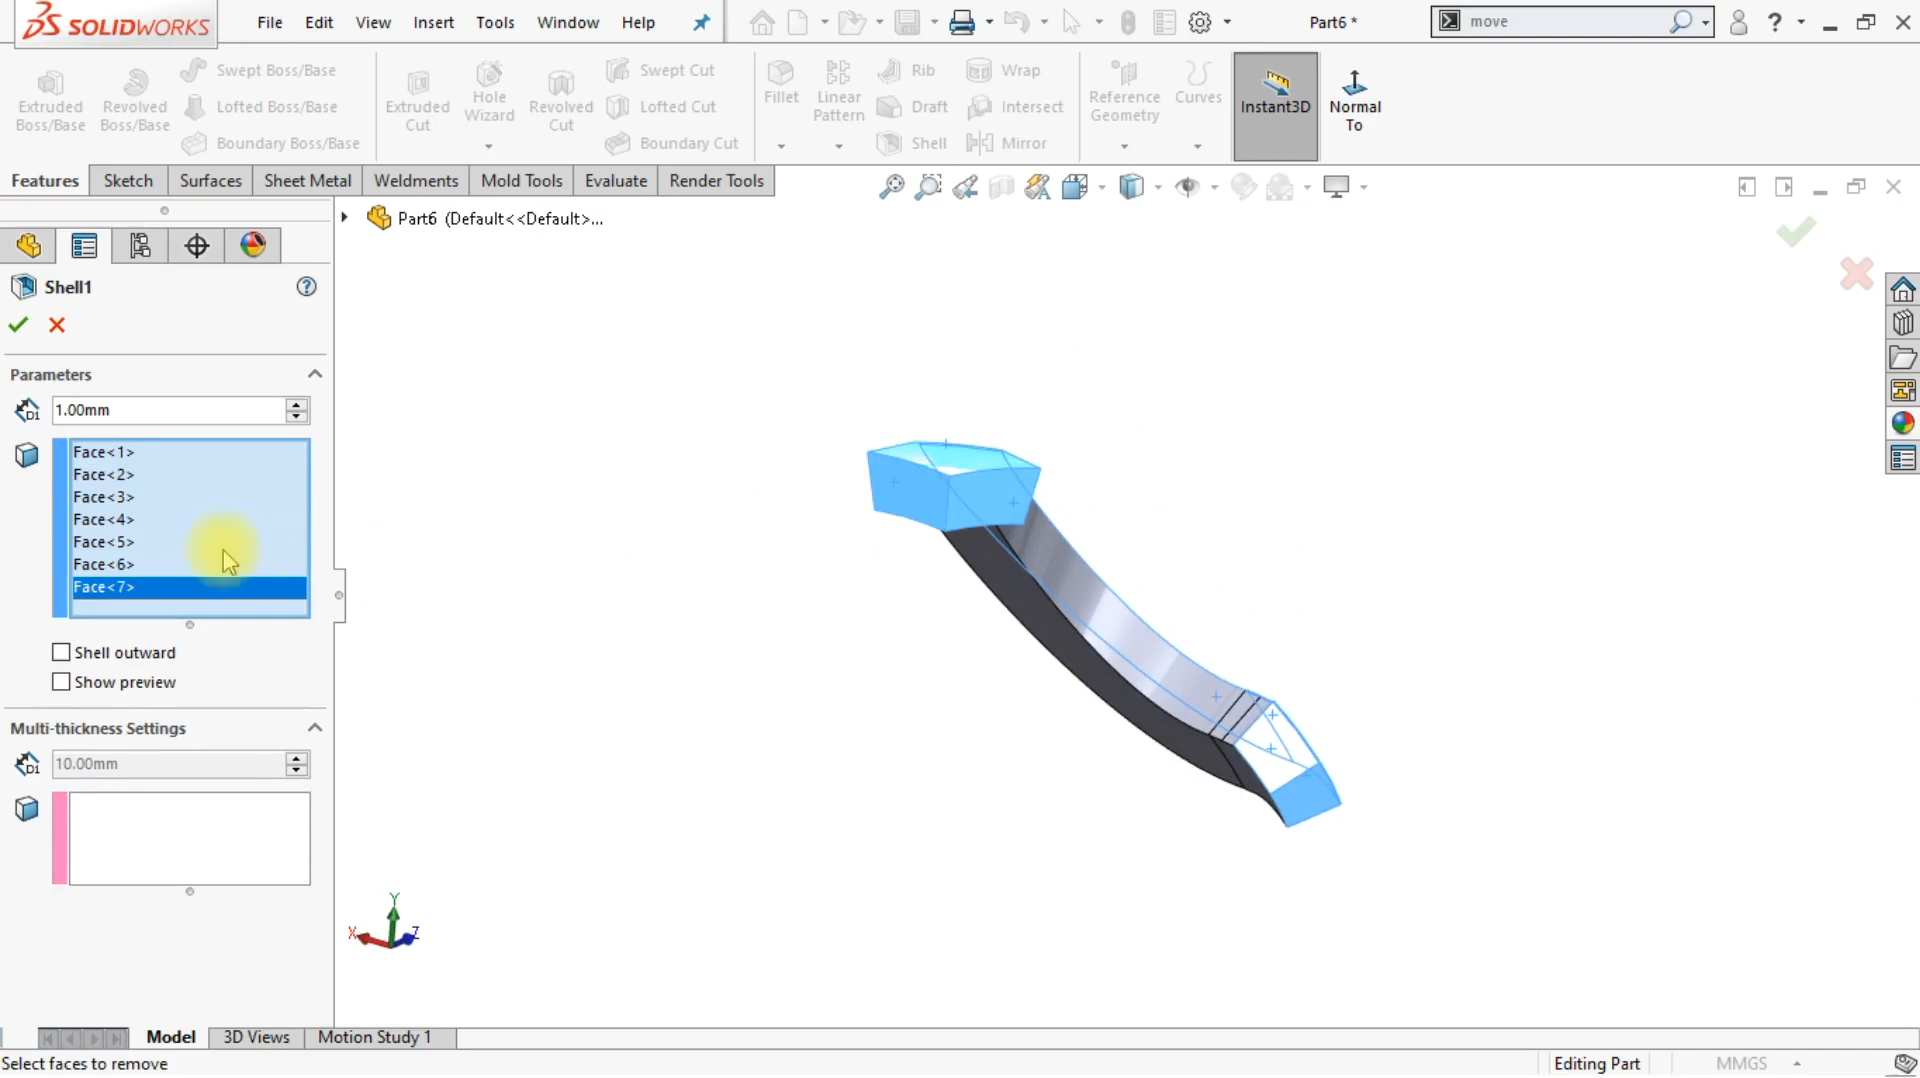 SOLIDWORKS File Edit View Insert Tools Window Help Part6 * move ?
Extruded Boss/Base
Revolved Boss/Base
Swept Boss/Base
Lofted Boss/Base
Boundary Boss/Base
Extruded Cut
Hole Wizard
Revolved Cut
Swept Cut
Lofted Cut
Boundary Cut
Fillet
Linear Pattern
Rib
Draft
Shell
Wrap
Intersect
Mirror
Reference Geometry
Curves
Instant3D
Normal To
Features Sketch Surfaces Sheet Metal Weldments Mold Tools Evaluate Render Tools
Part6 (Default<<Default>...
Shell1 ?
Parameters
D1 1.00mm
Face<1>
Face<2>
Face<3>
Face<4>
Face<5>
Face<6>
Face<7>
Shell outward
Show preview
Multi-thickness Settings
D1 10.00mm
Y
X Z
Model 3D Views Motion Study 1
Select faces to remove Editing Part MMGS